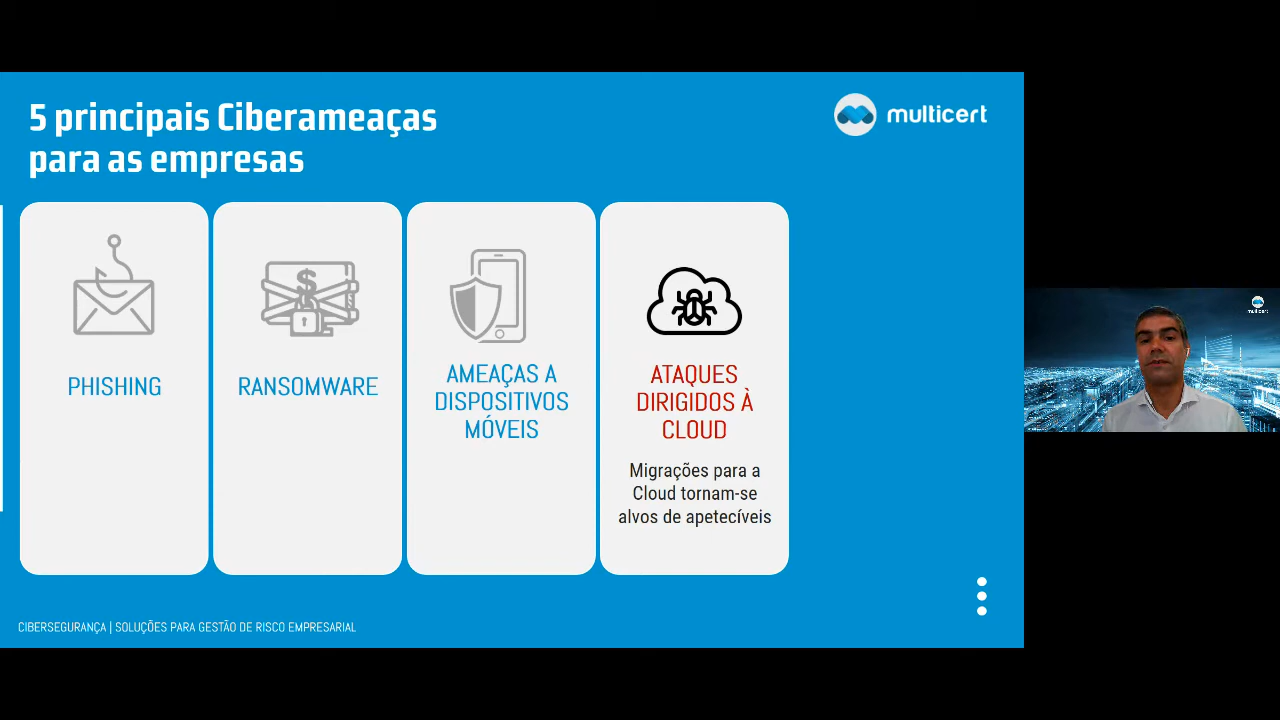 5 principais Ciberameaças
para as empresas
multicert
PHISHING
RANSOMWARE
$
AMEAÇAS A
DISPOSITIVOS
MÓVEIS
ATAQUES
DIRIGIDOS À
CLOUD
Migrações para a
Cloud tornam-se
alvos de apetecíveis
CIBERSEGURANÇA | SOLUÇÕES PARA GESTÃO DE RISCO EMPRESARIAL
multicert